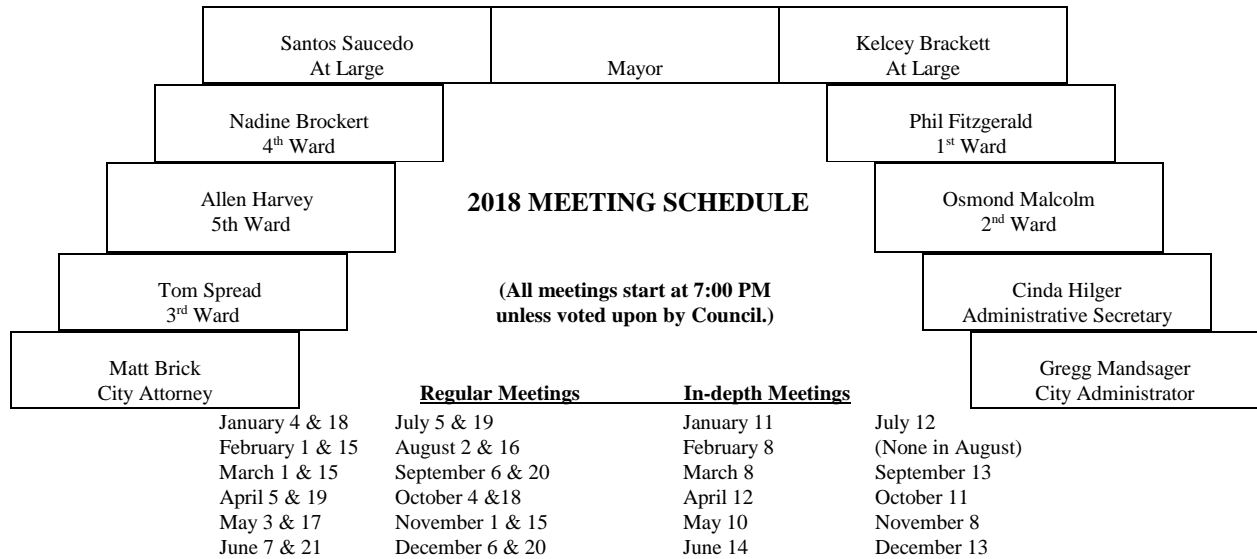 Santos Saucedo
At Large
Mayor
Kelcey Brackett
At Large
Nadine Brockert
4th Ward
Phil Fitzgerald
1st Ward
Allen Harvey
5th Ward
2018 MEETING SCHEDULE
Osmond Malcolm
2nd Ward
Tom Spread
3rd Ward
(All meetings start at 7:00 PM
unless voted upon by Council.)
Cinda Hilger
Administrative Secretary
Matt Brick
City Attorney
Gregg Mandsager
City Administrator
Regular Meetings In-depth Meetings
January 4 & 18 July 5 & 19 January 11 July 12
February 1 & 15 August 2 & 16 February 8 (None in August)
March 1 & 15 September 6 & 20 March 8 September 13
April 5 & 19 October 4 &18 April 12 October 11
May 3 & 17 November 1 & 15 May 10 November 8
June 7 & 21 December 6 & 20 June 14 December 13